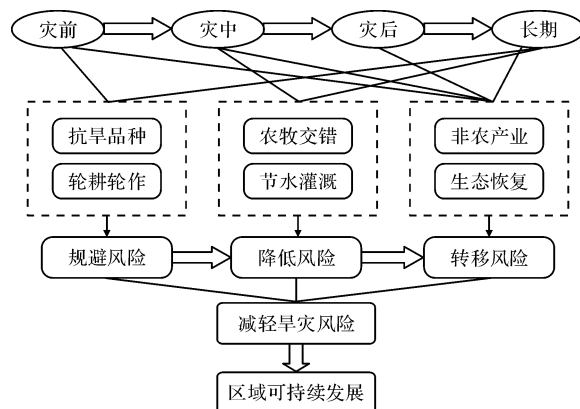 灾前 灾中 灾后 长期
抗旱品种 农牧交错 非农产业
轮耕轮作 节水灌溉 生态恢复
规避风险 降低风险 转移风险
减轻旱灾风险
区域可持续发展